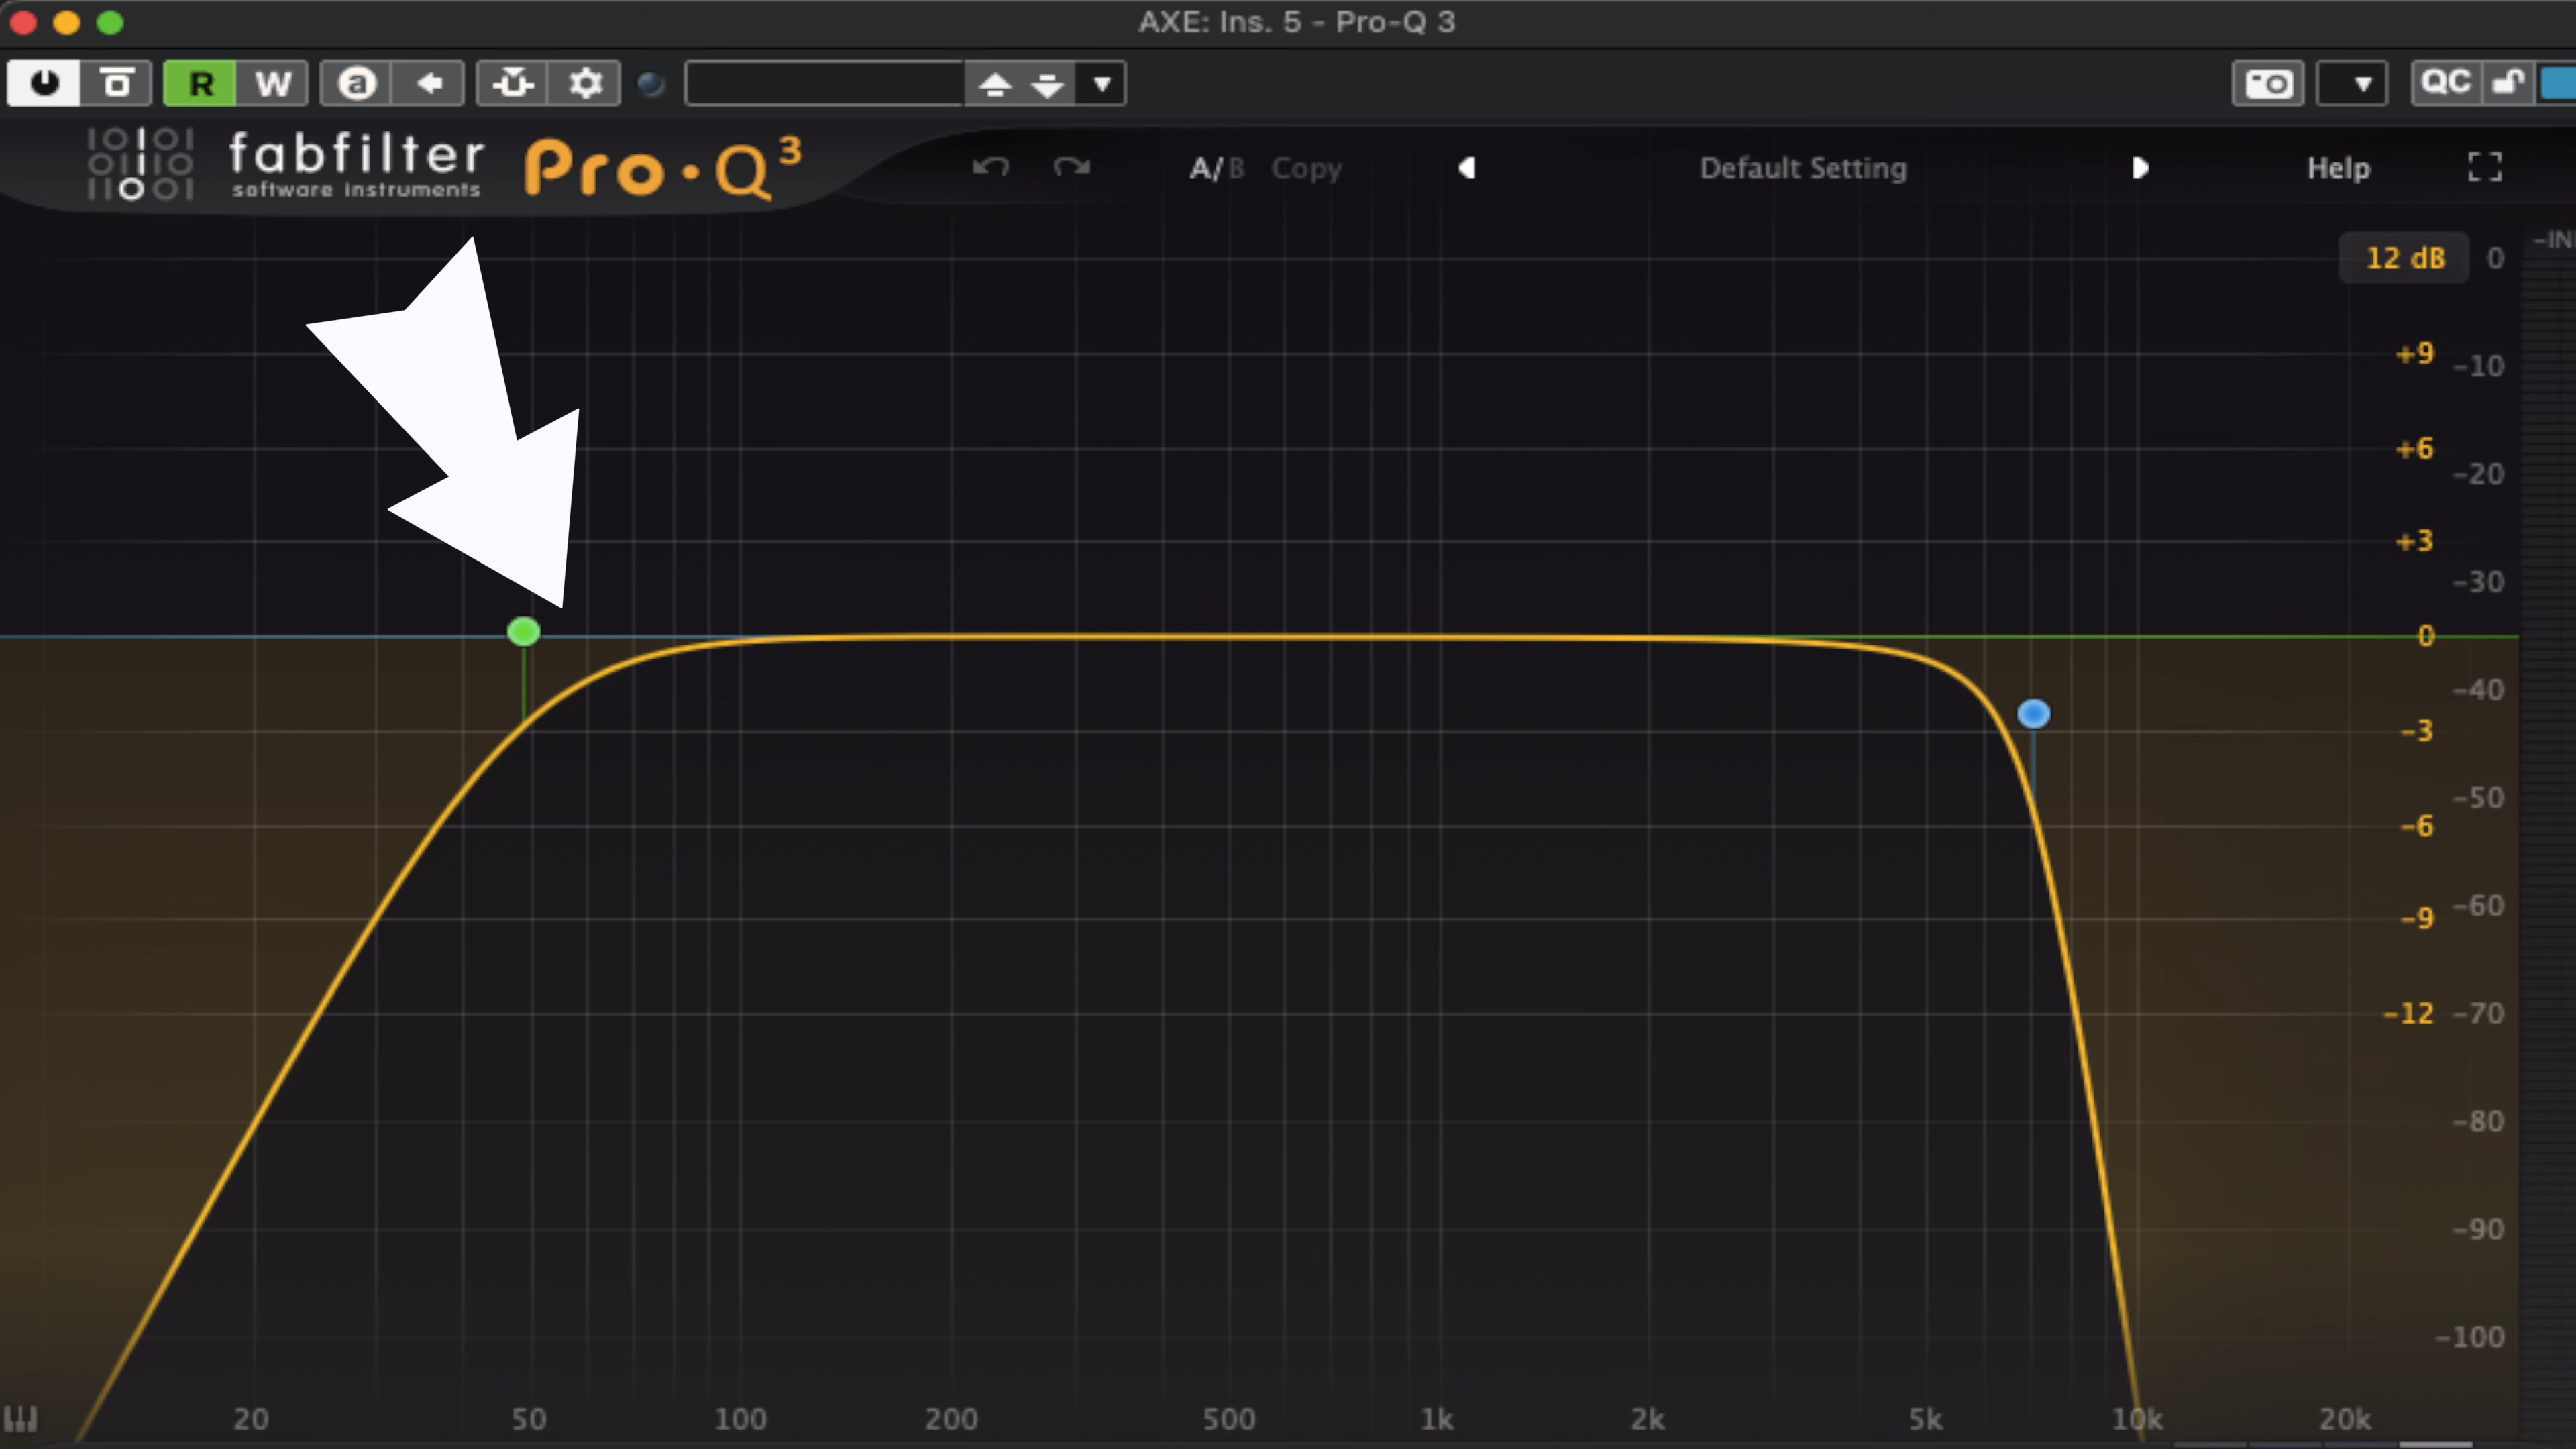 AXE: Ins. 5 - Pro-Q 3
R W a QC
fabfilter Pro·Q 3
software instruments
A/B Copy Default Setting Help
12 dB 0
+9 -10
+6 -20
+3 -30
0
-40
-3
-50
-6
-60
-9
-12 -70
-80
-90
-100
20 50 100 200 500 1k 2k 5k 10k 20k